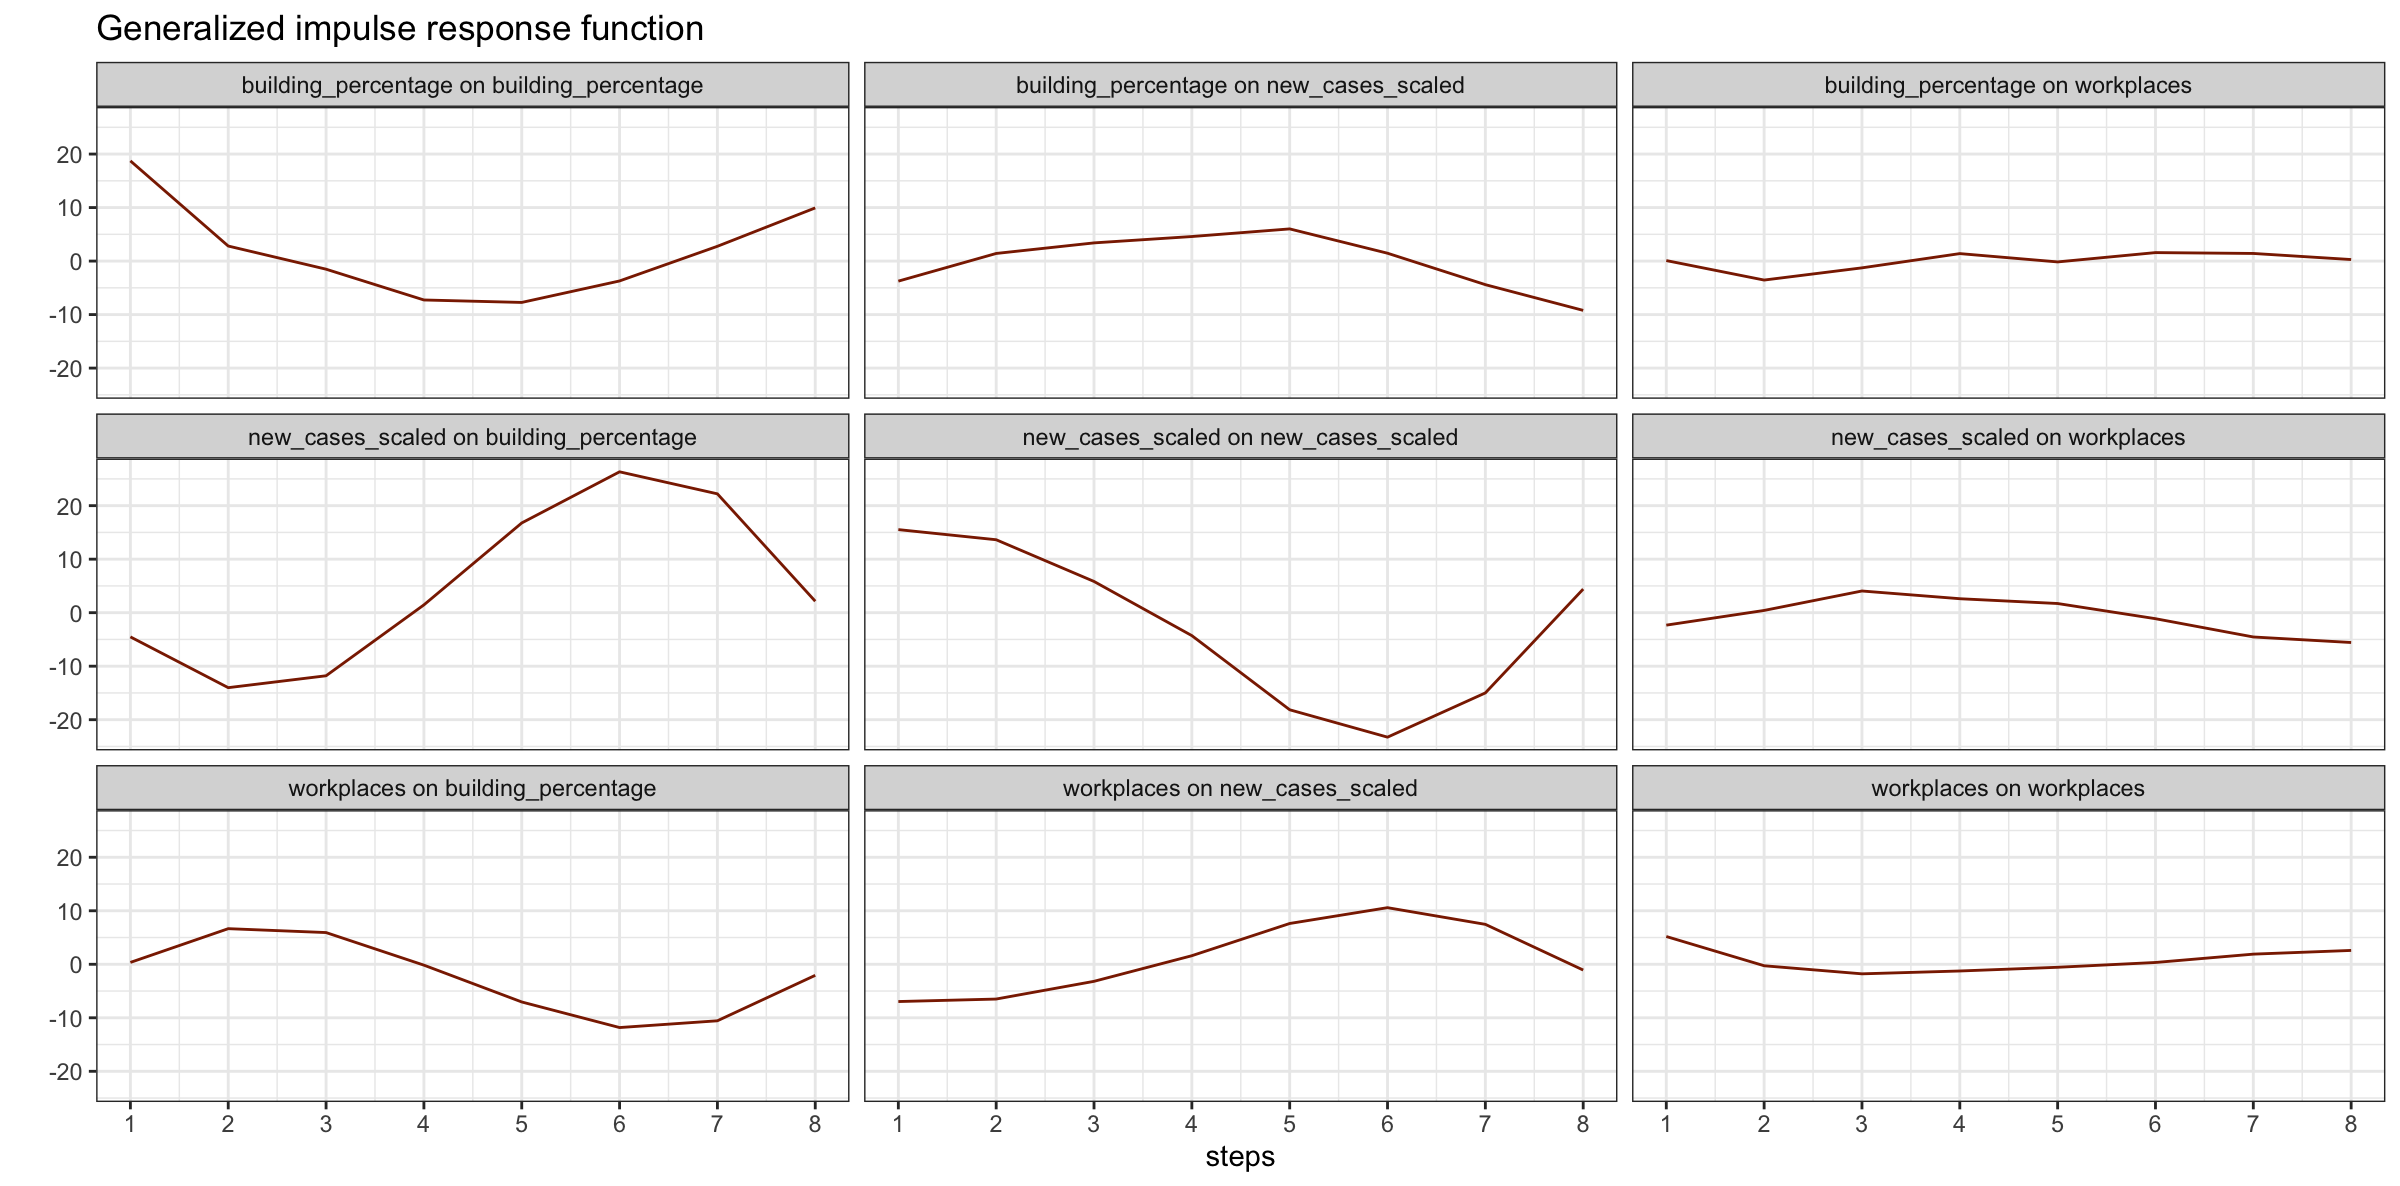 Generalized impulse response function
building_percentage on building_percentage
building_percentage on new_cases_scaled
building_percentage on workplaces
20
10
0
-10
-20
new_cases_scaled on building_percentage
new_cases_scaled on new_cases_scaled
new_cases_scaled on workplaces
20
10
0
-10
-20
workplaces on building_percentage
workplaces on new_cases_scaled
workplaces on workplaces
20
10
0
-10
-20
1 2 3 4 5 6 7 8
1 2 3 4 5 6 7 8
1 2 3 4 5 6 7 8
steps